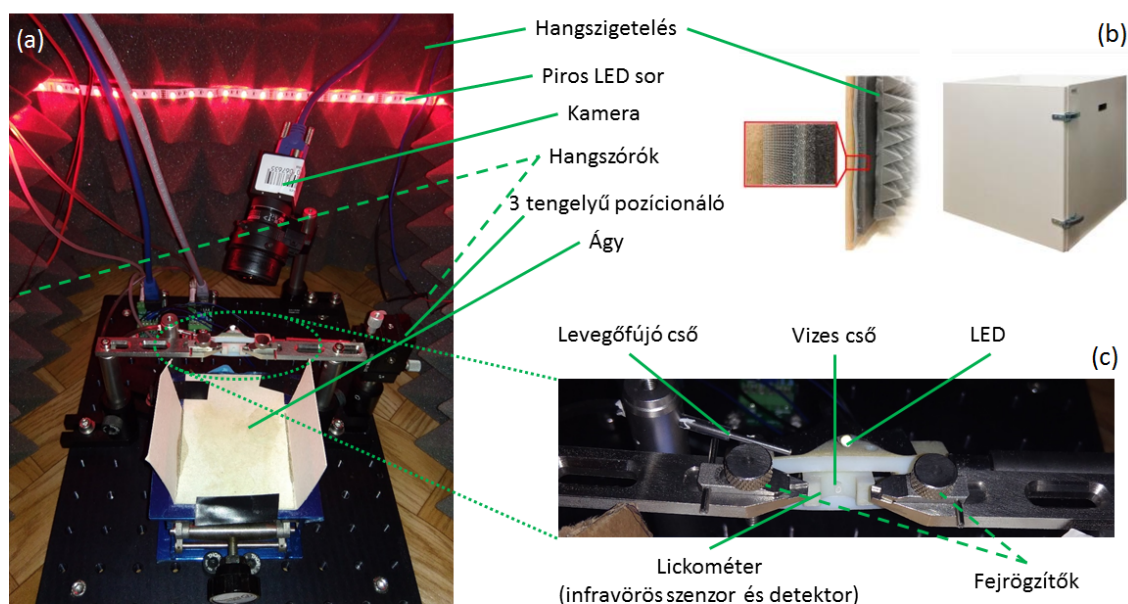 (a)
Hangszigetelés
(b)
Piros LED sor
Kamera
Hangszórók
3 tengelyű pozícionáló
Ágy
Levegőfújó cső
Vizes cső
LED
(c)
Lickométer
(infravörös szenzor és detektor)
Fejrögzítők